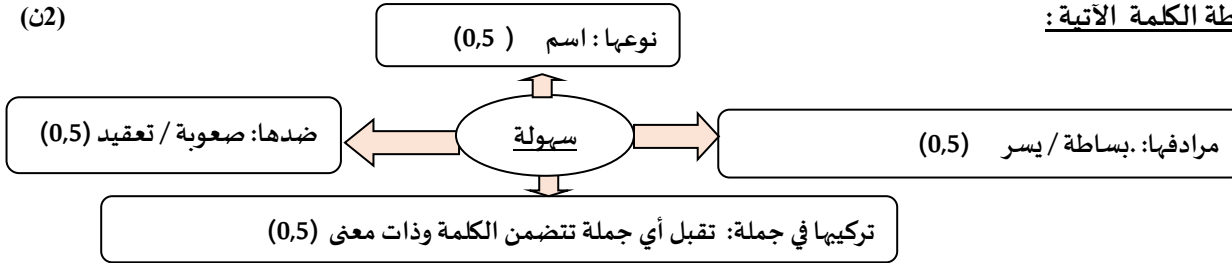 الكلمة الآتية :
(2ن)
نوعها : اسم ( 0,5)
ضدها: صعوبة / تعقيد (0,5)
سهولة
مرادفها: .بساطة / يسر (0,5)
تركيبها في جملة: تقبل أي جملة تتضمن الكلمة وذات معنى (0,5)